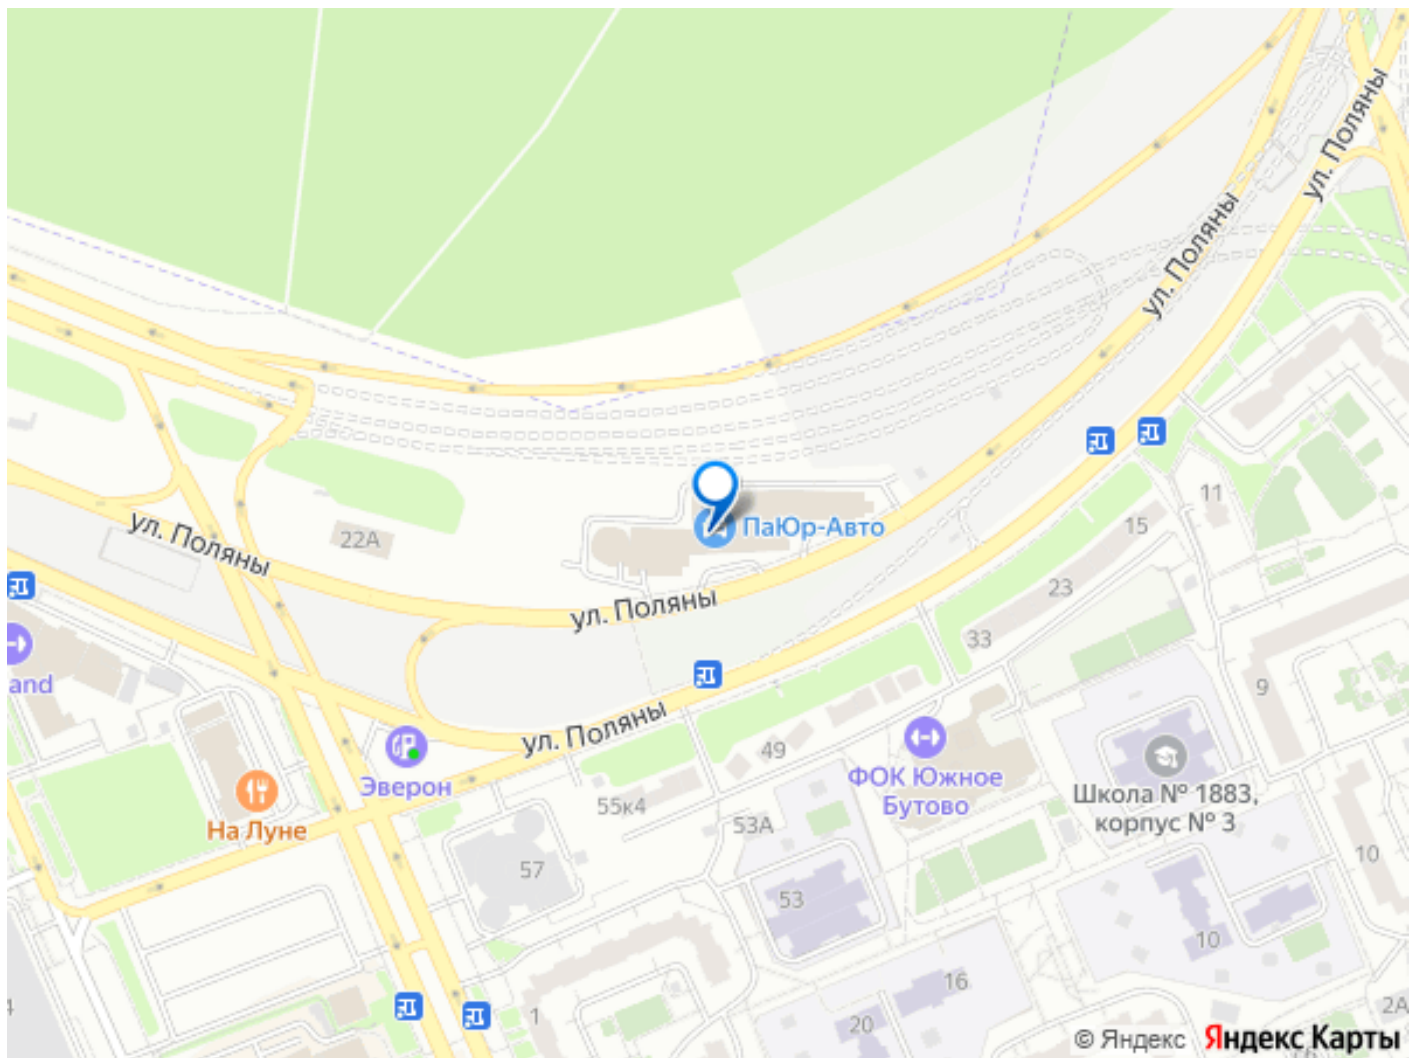 ул. Поляны
ул. Поляны
11
15
ПаЮр-Авто
22А
ул. Поляны
23
ул. Поляны
33
and
9
ул. Поляны
49
ФОК Южное
Бутово
Эверон
Школа № 1883,
корпус № 3
55к4
На Луне
53А
57
10
53
10
16
1
20
2А
4
© Яндекс Яндекс Карты